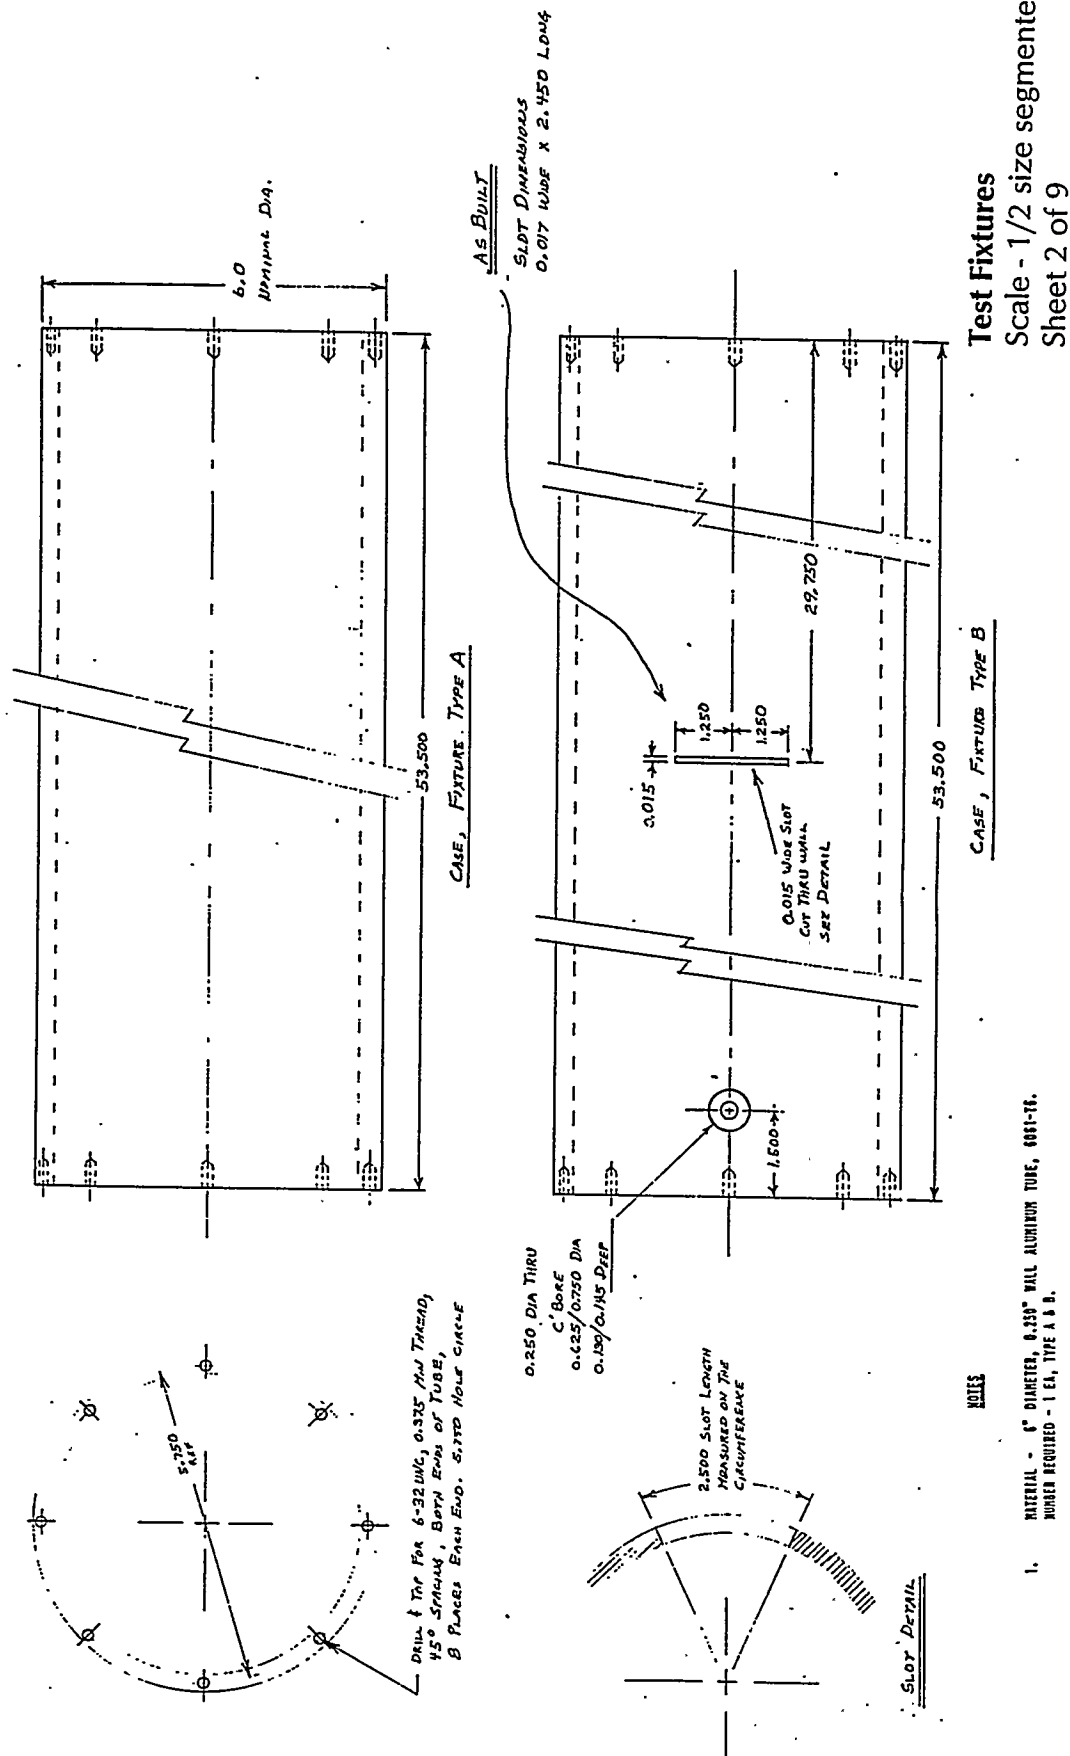 5.750
REF
DRILL & TAP FOR 6-32 UNC, 0.375 MIN THREAD,
45° SPACING, BOTH ENDS OF TUBE,
8 PLACES EACH END. 5.750 HOLE CIRCLE
6.0
NOMINAL DIA.
53.500
CASE, FIXTURE TYPE A
AS BUILT
SLOT DIMENSIONS
0.017 WIDE X 2.450 LONG
0.250 DIA THRU
C'BORE
0.625/0.750 DIA
0.130/0.145 DEEP
1.500
0.015
1.250
1.250
0.015 WIDE SLOT
CUT THRU WALL
SEE DETAIL
29.750
53.500
CASE, FIXTURE TYPE B
2.500 SLOT LENGTH
MEASURED ON THE
CIRCUMFERENCE
SLOT DETAIL
NOTES
1. MATERIAL - 6" DIAMETER, 0.250" WALL ALUMINUM TUBE, 6061-T6.
NUMBER REQUIRED - 1 EA, TYPE A & B.
Test Fixtures
Scale - 1/2 size segmente
Sheet 2 of 9